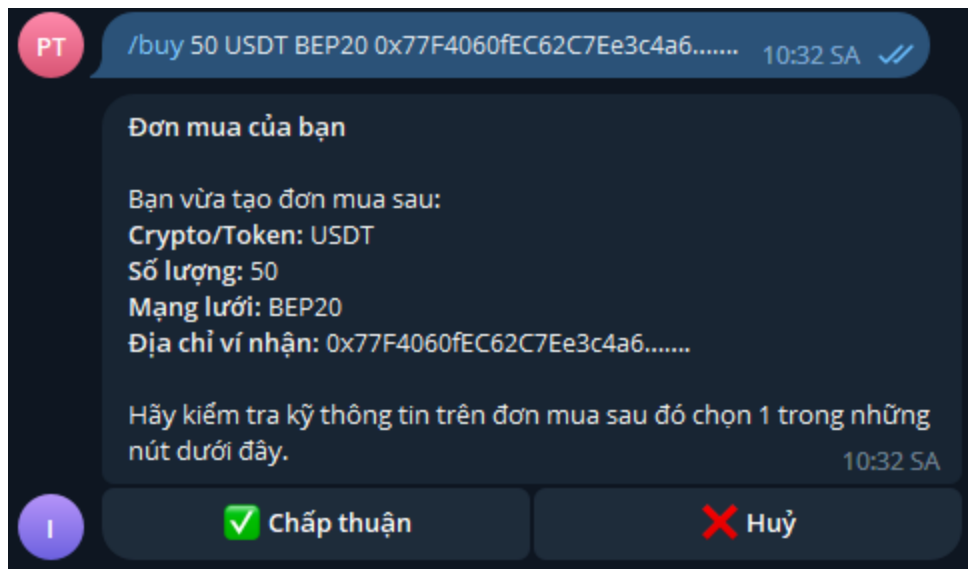 PT
/buy 50 USDT BEP20 0x77F4060fEC62C7Ee3c4a6.......
10:32 SA
Đơn mua của bạn
Bạn vừa tạo đơn mua sau:
Crypto/Token: USDT
Số lượng: 50
Mạng lưới: BEP20
Địa chỉ ví nhận: 0x77F4060fEC62C7Ee3c4a6.......
Hãy kiểm tra kỹ thông tin trên đơn mua sau đó chọn 1 trong những
nút dưới đây.
10:32 SA
I
Chấp thuận
Huỷ